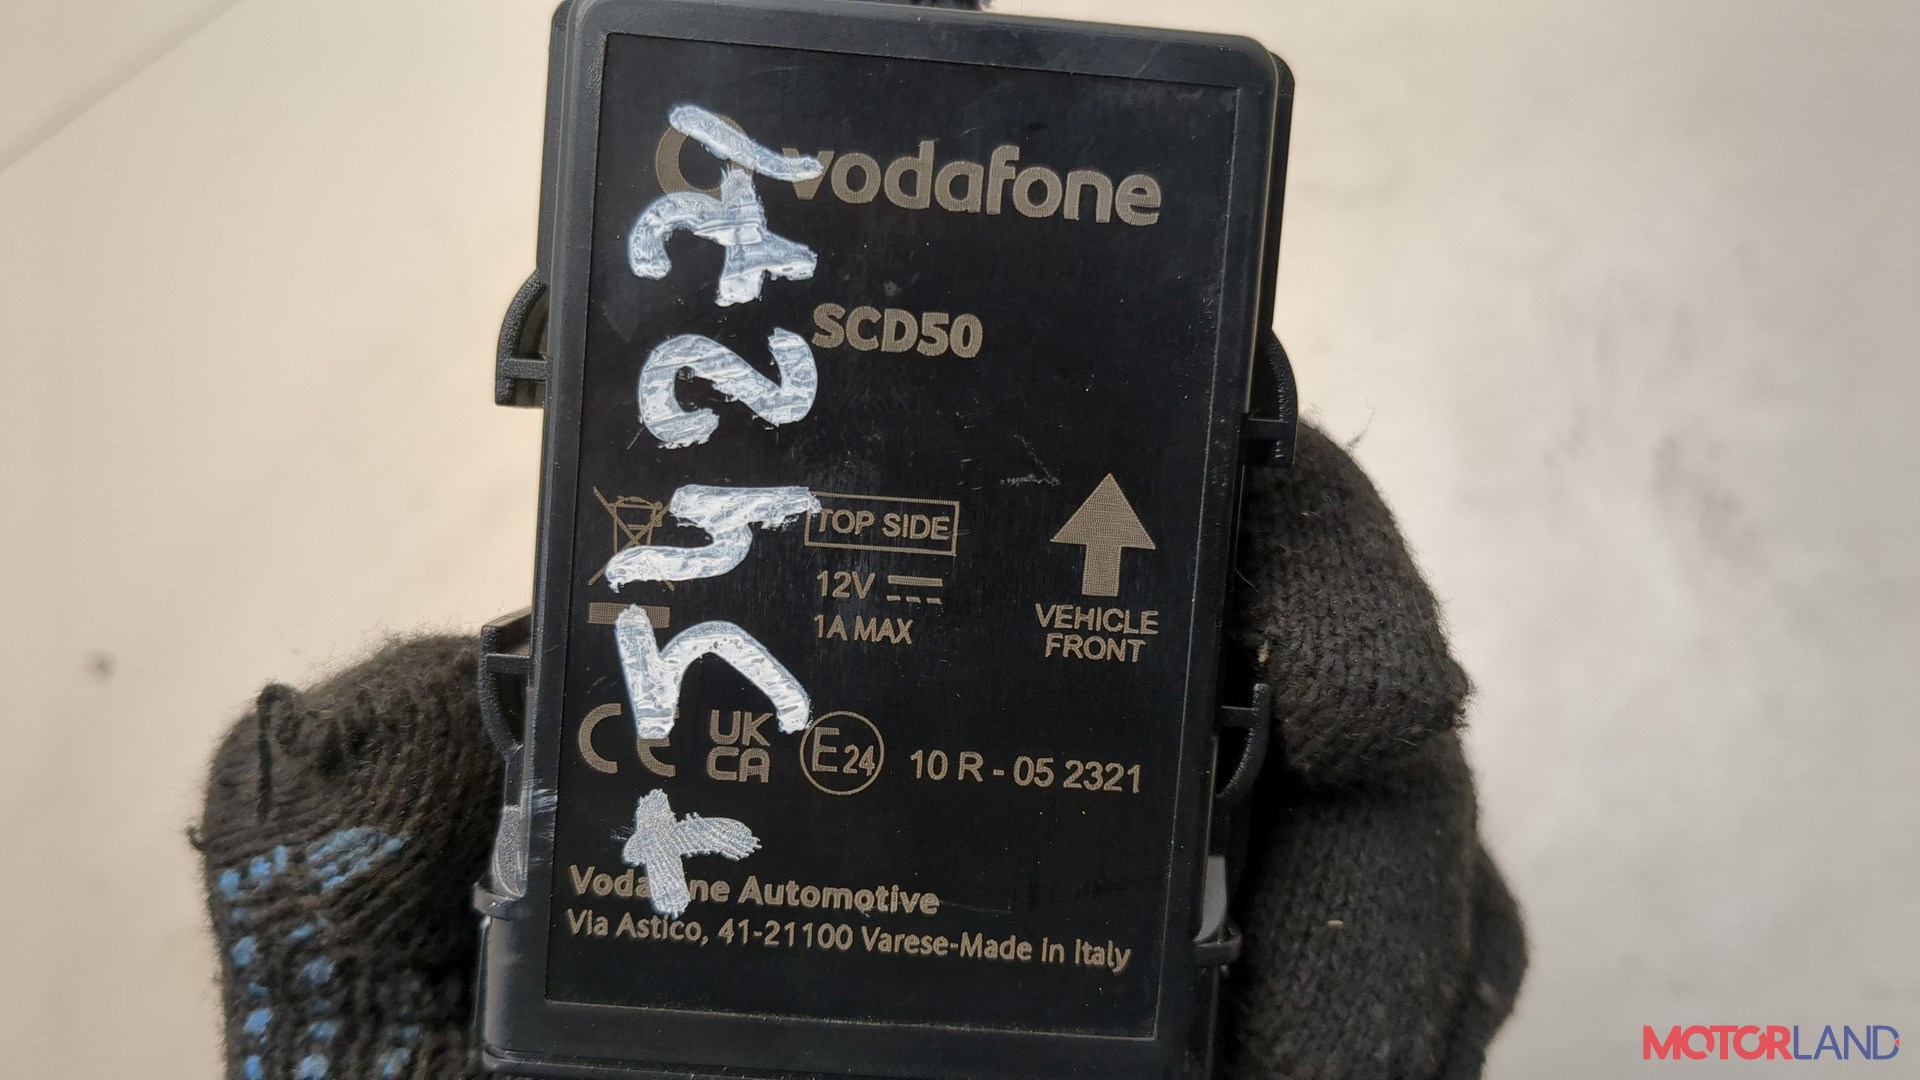 vodafone
SCD50
TOP SIDE
12V
1A MAX
VEHICLE
FRONT
CE
UK
CA
E24
10 R - 05 2321
Automotive
Via Astico, 41-21100 Varese-Made in Italy
MOTORLAND